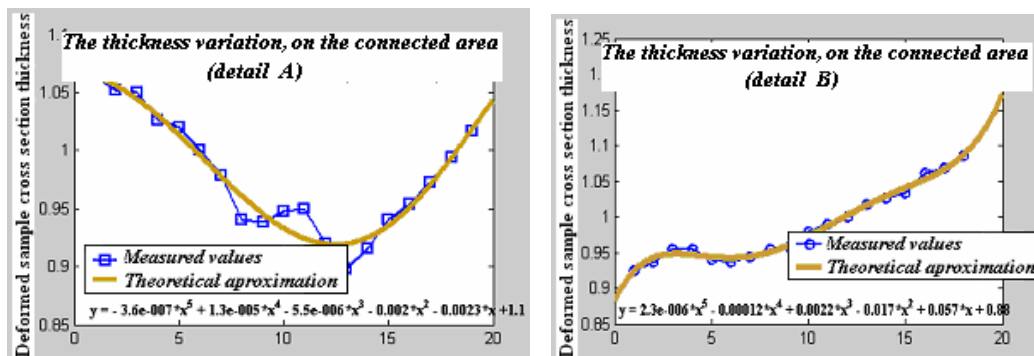 Deformed sample cross section thickness
The thickness variation, on the connected area
(detail A)
1.05
1
0.95
0.9
0.85
Measured values
Theoretical aproximation
y = - 3.6e-007*x^5 + 1.3e-005*x^4 - 5.5e-006*x^3 - 0.002*x^2 - 0.0023*x +1.1
0
5
10
15
20
Deformed sample cross section thickness
1.25
The thickness variation, on the connected area
(detail B)
1.15
1.1
1.05
1
0.95
0.9
0.85
Measured values
Theoretical aproximation
y = 2.3e-006*x^5 - 0.00012*x^4 + 0.0022*x^3 - 0.017*x^2 + 0.057*x + 0.88
0
5
10
15
20